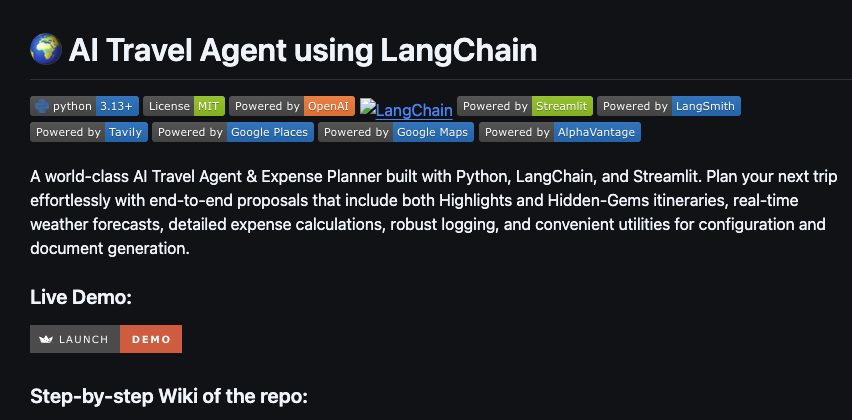 AI Travel Agent using LangChain
python 3.13+ License MIT Powered by OpenAI LangChain Powered by Streamlit Powered by LangSmith
Powered by Tavily Powered by Google Places Powered by Google Maps Powered by AlphaVantage
A world-class AI Travel Agent & Expense Planner built with Python, LangChain, and Streamlit. Plan your next trip
effortlessly with end-to-end proposals that include both Highlights and Hidden-Gems itineraries, real-time
weather forecasts, detailed expense calculations, robust logging, and convenient utilities for configuration and
document generation.
Live Demo:
LAUNCH DEMO
Step-by-step Wiki of the repo: